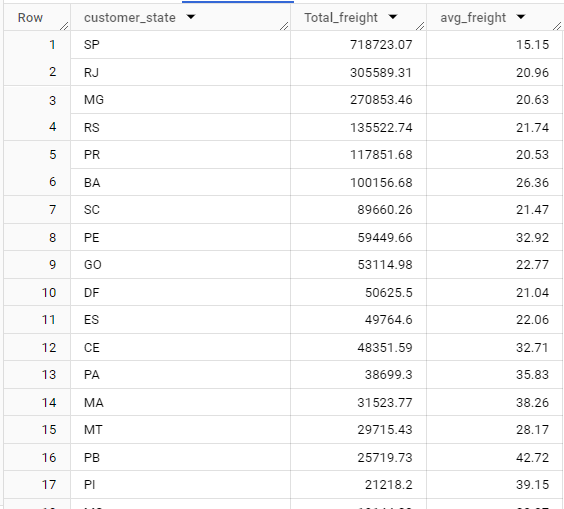 Row customer_state Total_freight avg_freight
1 SP 718723.07 15.15
2 RJ 305589.31 20.96
3 MG 270853.46 20.63
4 RS 135522.74 21.74
5 PR 117851.68 20.53
6 BA 100156.68 26.36
7 SC 89660.26 21.47
8 PE 59449.66 32.92
9 GO 53114.98 22.77
10 DF 50625.5 21.04
11 ES 49764.6 22.06
12 CE 48351.59 32.71
13 PA 38699.3 35.83
14 MA 31523.77 38.26
15 MT 29715.43 28.17
16 PB 25719.73 42.72
17 PI 21218.2 39.15